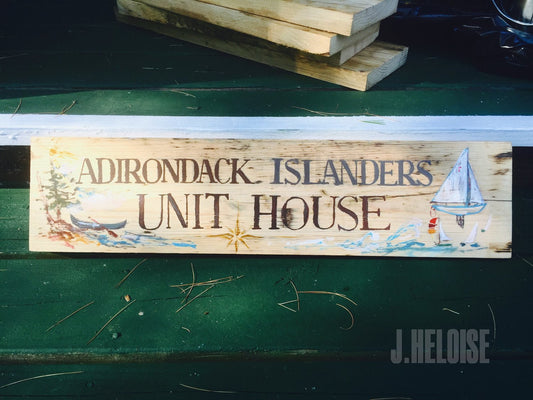 ADIRONDACK ISLANDERS
UNIT HOUSE
J.HELOISE